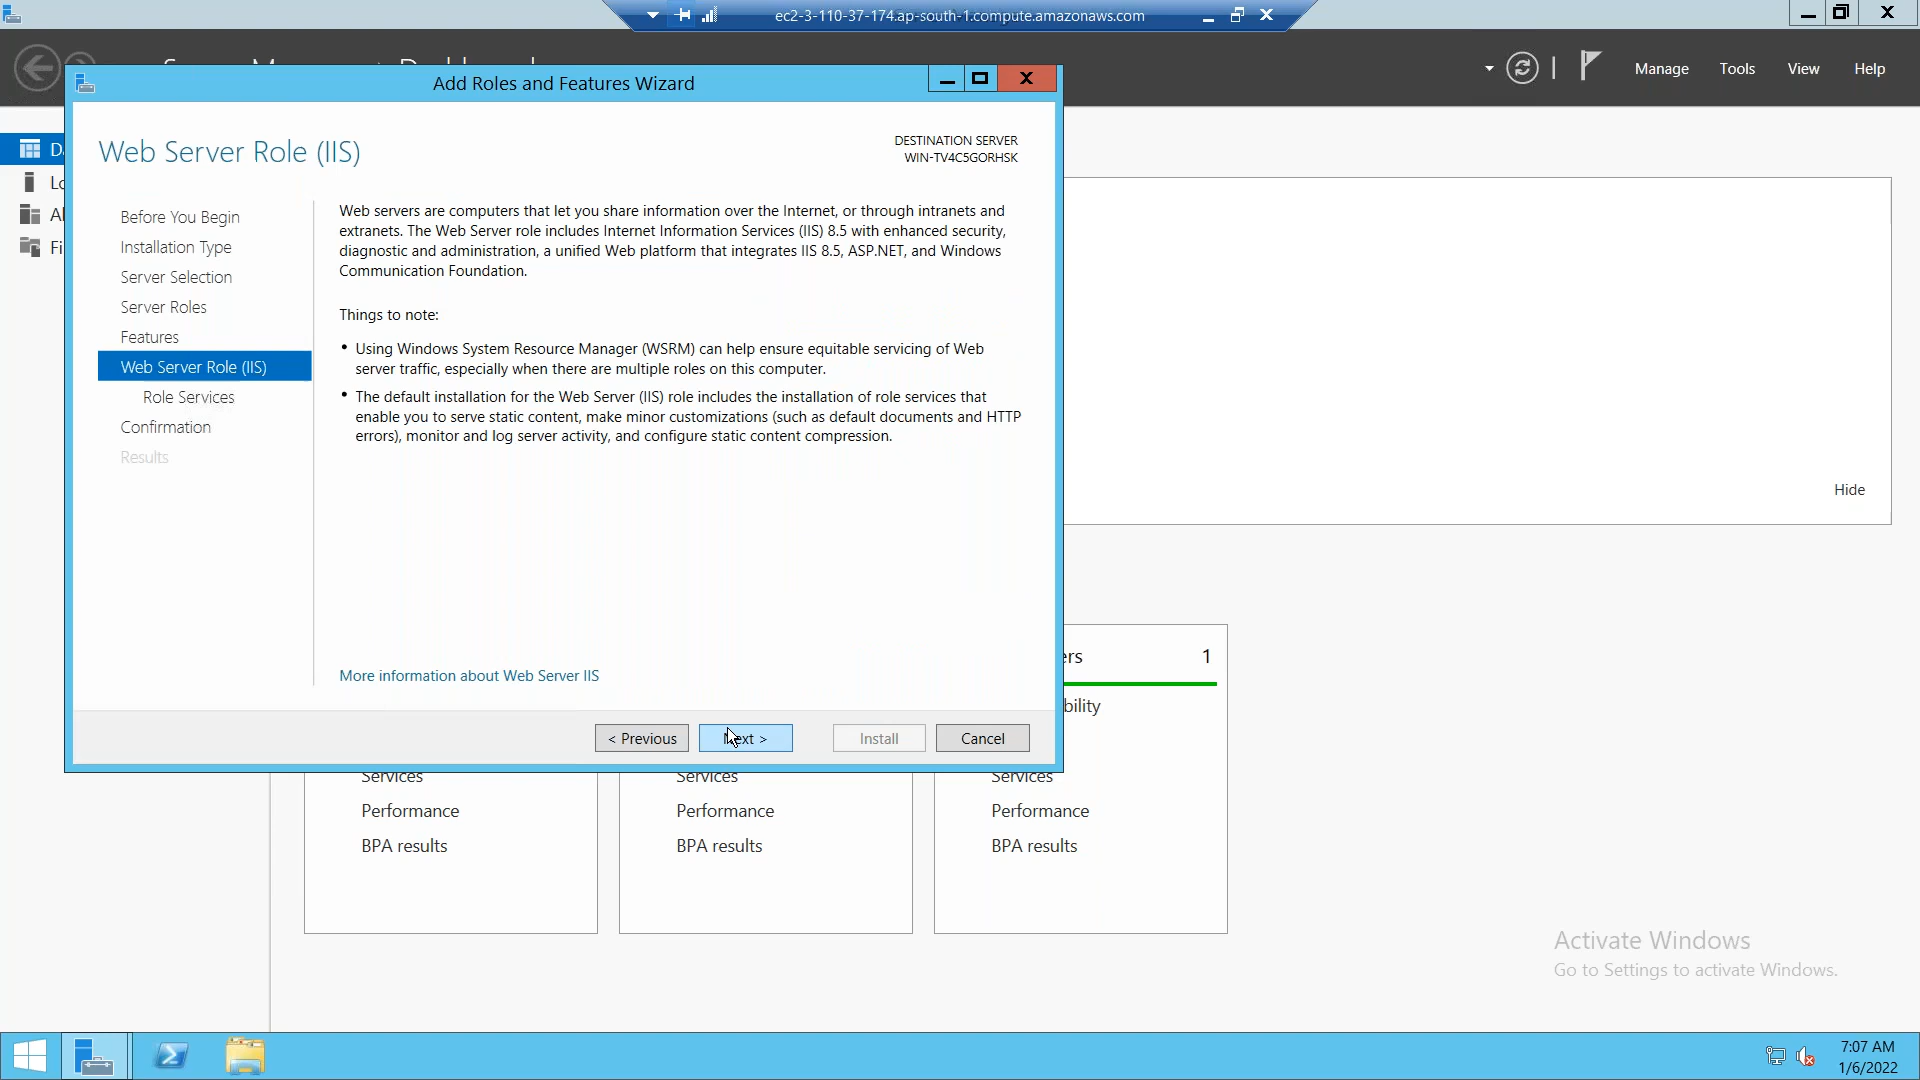 ec2-3-110-37-174.ap-south-1.compute.amazonaws.com
Manage Tools View Help
Add Roles and Features Wizard
Web Server Role (IIS)
DESTINATION SERVER
WIN-TV4C5GORHSK
Before You Begin
Installation Type
Server Selection
Server Roles
Features
Web Server Role (IIS)
Role Services
Confirmation
Results
Web servers are computers that let you share information over the Internet, or through intranets and
extranets. The Web Server role includes Internet Information Services (IIS) 8.5 with enhanced security,
diagnostic and administration, a unified Web platform that integrates IIS 8.5, ASP.NET, and Windows
Communication Foundation.
Things to note:
• Using Windows System Resource Manager (WSRM) can help ensure equitable servicing of Web
server traffic, especially when there are multiple roles on this computer.
• The default installation for the Web Server (IIS) role includes the installation of role services that
enable you to serve static content, make minor customizations (such as default documents and HTTP
errors), monitor and log server activity, and configure static content compression.
More information about Web Server IIS
< Previous Next > Install Cancel
Hide
1
Services Services Services
Performance Performance Performance
BPA results BPA results BPA results
Activate Windows
Go to Settings to activate Windows.
7:07 AM
1/6/2022